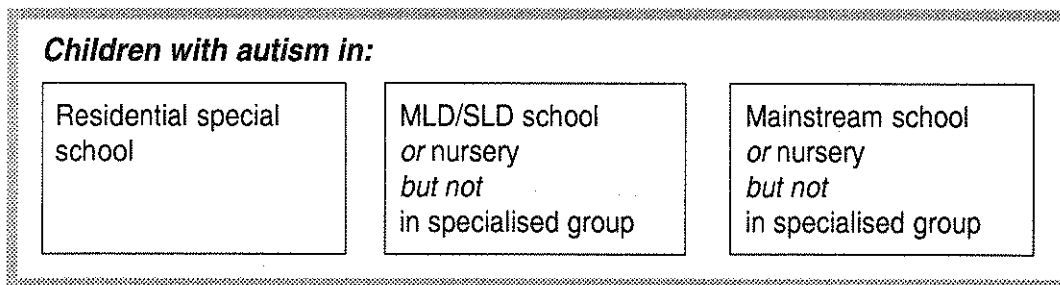 Children with autism in:
Residential special
school
MLD/SLD school
or nursery
but not
in specialised group
Mainstream school
or nursery
but not
in specialised group